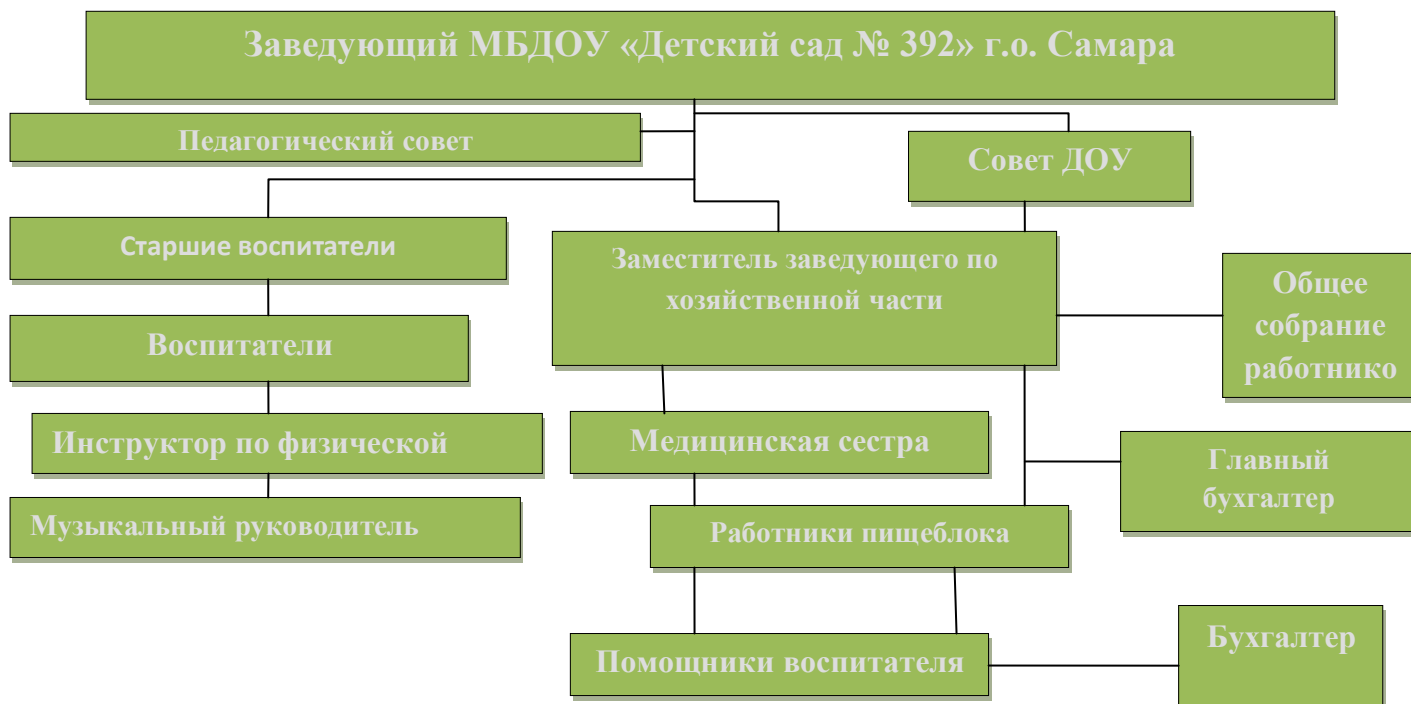 Заведующий МБДОУ «Детский сад № 392» г.о. Самара
Педагогический совет
Совет ДОУ
Старшие воспитатели
Заместитель заведующего по
хозяйственной части
Общее
собрание
работнико
Воспитатели
Инструктор по физической
Медицинская сестра
Главный
бухгалтер
Музыкальный руководитель
Работники пищеблока
Помощники воспитателя
Бухгалтер